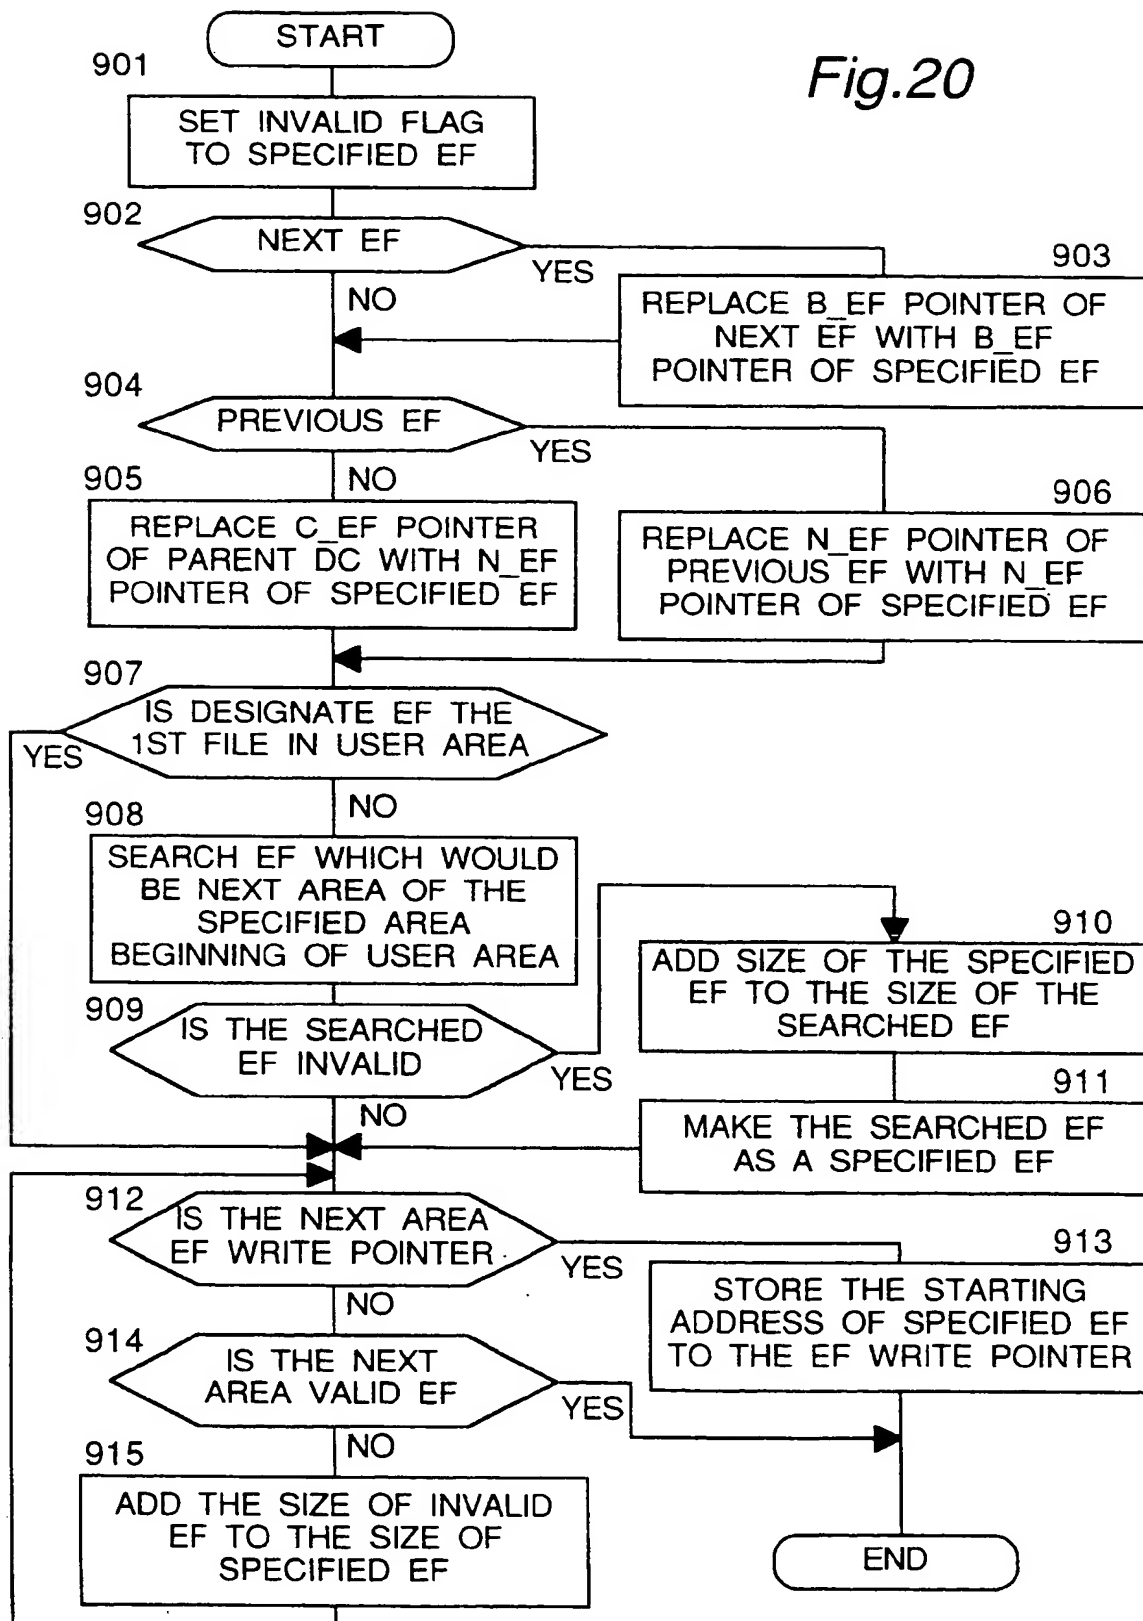 START
Fig.20
901
SET INVALID FLAG
TO SPECIFIED EF
902
NEXT EF
YES
NO
903
REPLACE B_EF POINTER OF
NEXT EF WITH B_EF
POINTER OF SPECIFIED EF
904
PREVIOUS EF
YES
NO
905
REPLACE C_EF POINTER
OF PARENT DC WITH N_EF
POINTER OF SPECIFIED EF
906
REPLACE N_EF POINTER OF
PREVIOUS EF WITH N_EF
POINTER OF SPECIFIED EF
907
IS DESIGNATE EF THE
1ST FILE IN USER AREA
YES
NO
908
SEARCH EF WHICH WOULD
BE NEXT AREA OF THE
SPECIFIED AREA
BEGINNING OF USER AREA
909
IS THE SEARCHED
EF INVALID
YES
NO
910
ADD SIZE OF THE SPECIFIED
EF TO THE SIZE OF THE
SEARCHED EF
911
MAKE THE SEARCHED EF
AS A SPECIFIED EF
912
IS THE NEXT AREA
EF WRITE POINTER
YES
NO
913
STORE THE STARTING
ADDRESS OF SPECIFIED EF
TO THE EF WRITE POINTER
914
IS THE NEXT
AREA VALID EF
YES
NO
915
ADD THE SIZE OF INVALID
EF TO THE SIZE OF
SPECIFIED EF
END